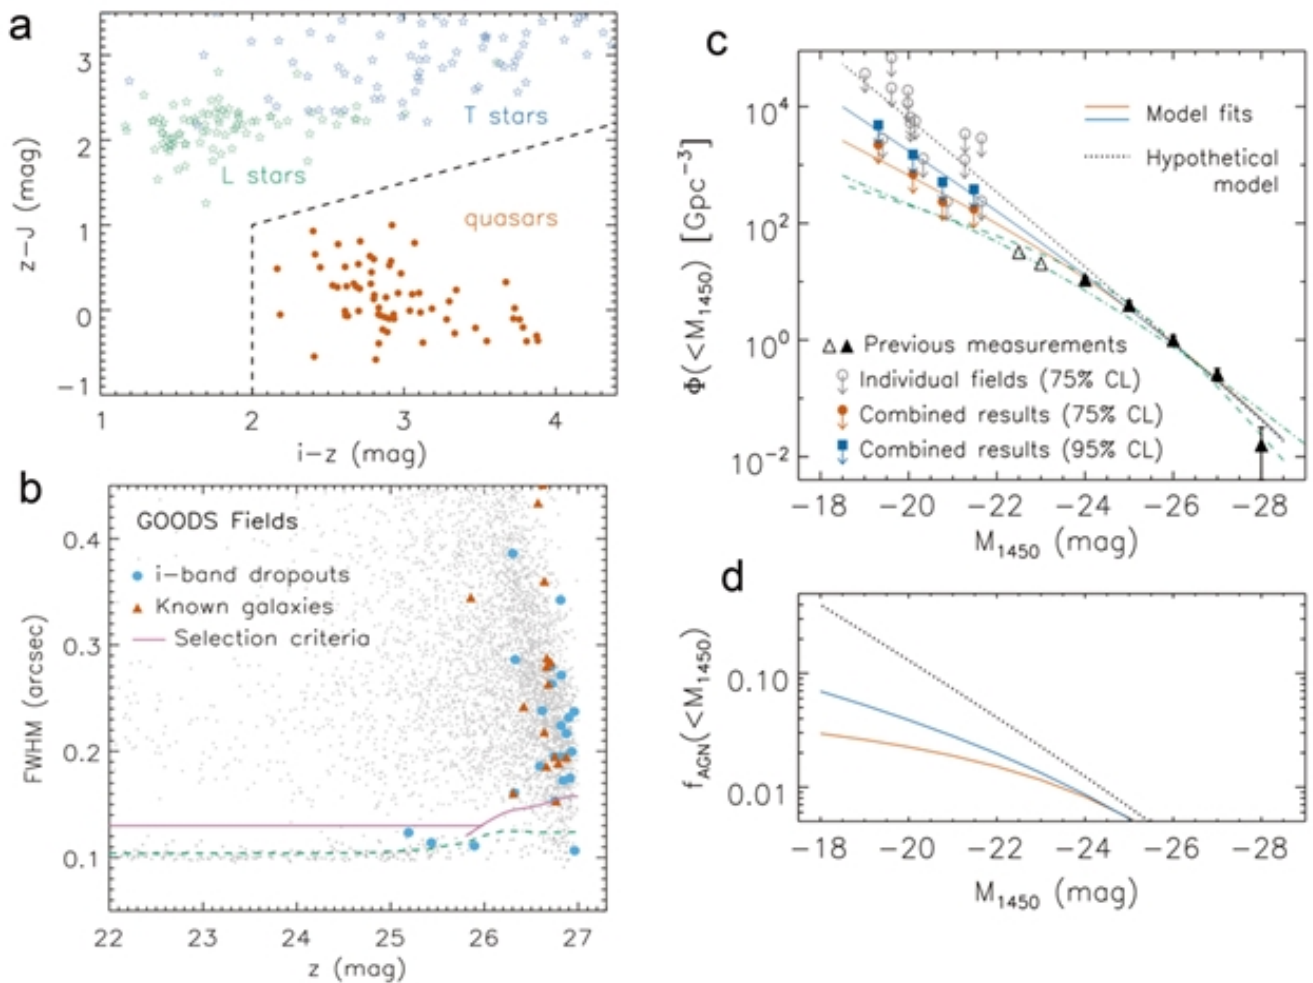 a
3
2
1
0
−1
z−J (mag)
T stars
L stars
quasars
1
2
3
4
i−z (mag)
b
0.4
0.3
0.2
0.1
FWHM (arcsec)
GOODS Fields
i−band dropouts
Known galaxies
Selection criteria
22
23
24
25
26
27
z (mag)
c
10⁴
10²
10⁰
10⁻²
Φ(<M₁₄₅₀) [Gpc⁻³]
Model fits
Hypothetical
model
Previous measurements
Individual fields (75% CL)
Combined results (75% CL)
Combined results (95% CL)
−18
−20
−22
−24
−26
−28
M₁₄₅₀ (mag)
d
0.10
0.01
f_AGN(<M₁₄₅₀)
−18
−20
−22
−24
−26
−28
M₁₄₅₀ (mag)